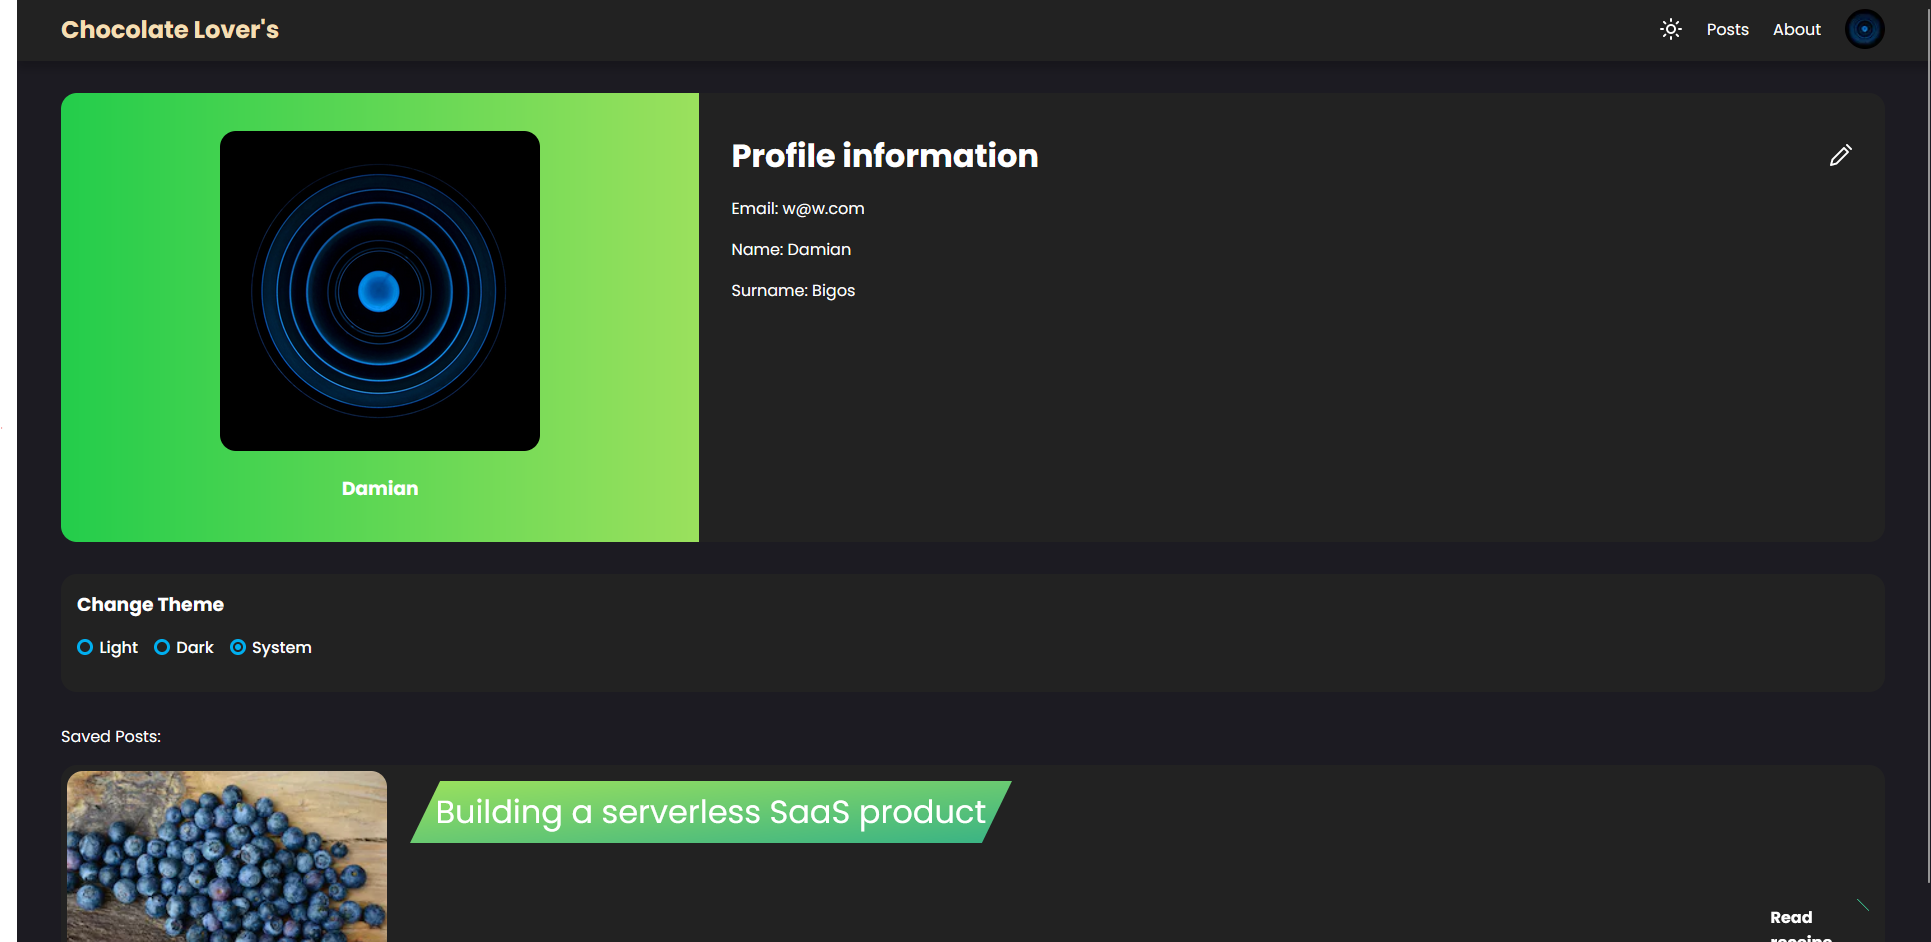 Chocolate Lover's
Posts
About
Damian
Profile information
Email: w@w.com
Name: Damian
Surname: Bigos
Change Theme
Light
Dark
System
Saved Posts:
Building a serverless SaaS product
Read